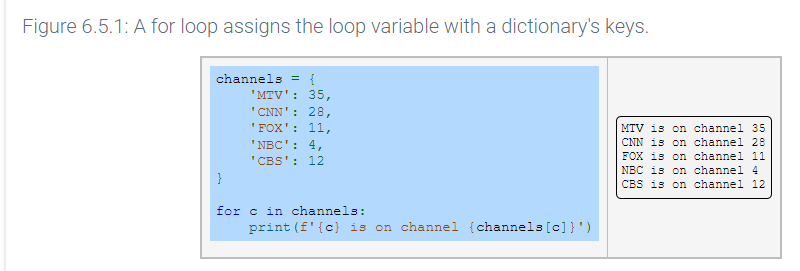 Figure 6.5.1: A for loop assigns the loop variable with a dictionary's keys.
channels = {
    'MTV': 35,
    'CNN': 28,
    'FOX': 11,
    'NBC': 4,
    'CBS': 12
}
for c in channels:
    print(f'{c} is on channel {channels[c]}')
MTV is on channel 35
CNN is on channel 28
FOX is on channel 11
NBC is on channel 4
CBS is on channel 12